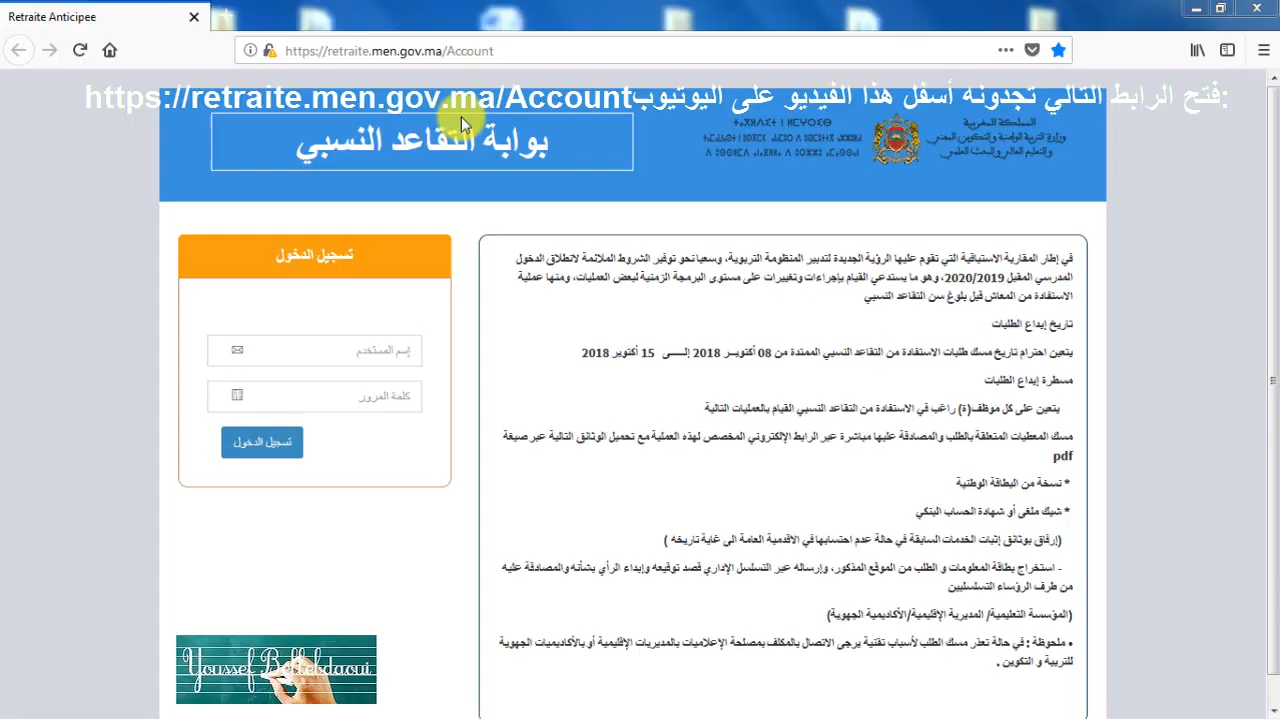 Retraite Anticipee
https://retraite.men.gov.ma/Account
فتح الرابط التالي تجدونه أسفل هذا الفيديو على اليوتيوب https://retraite.men.gov.ma/Account:
المملكة المغربية
وزارة التربية الوطنية والتكوين المهني
والتعليم العالي والبحث العلمي
بوابة التقاعد النسبي
تسجيل الدخول
إسم المستخدم
كلمة المرور
تسجيل الدخول
في إطار المقاربة الاستباقية التي تقوم عليها الرؤية الجديدة لتدبير المنظومة التربوية، وسعيا نحو توفير الشروط الملائمة لانطلاق الدخول
المدرسي المقبل 2020/2019، وهو ما يستدعي القيام بإجراءات وتغييرات على مستوى البرمجة الزمنية لبعض العمليات، ومنها عملية
الاستفادة من المعاش قبل بلوغ سن التقاعد النسبي
تاريخ إيداع الطلبات
يتعين احترام تاريخ مسك طلبات الاستفادة من التقاعد النسبي الممتدة من 08 أكتوبــر 2018 إلــــى 15 أكتوبر 2018
مسطرة إيداع الطلبات
يتعين على كل موظف(ة) راغب في الاستفادة من التقاعد النسبي القيام بالعمليات التالية
مسك المعطيات المتعلقة بالطلب والمصادقة عليها مباشرة عبر الرابط الإلكتروني المخصص لهذه العملية مع تحميل الوثائق التالية عبر صيغة
pdf
* نسخة من البطاقة الوطنية
* شيك ملغى أو شهادة الحساب البنكي
(إرفاق بوثائق إثبات الخدمات السابقة في حالة عدم احتسابها في الاقدمية العامة الى غاية تاريخه )
- استخراج بطاقة المعلومات و الطلب من الموقع المذكور، وإرساله عبر التسلسل الإداري قصد توقيعه وإبداء الرأي بشأنه والمصادقة عليه
من طرف الرؤساء التسلسليين
(المؤسسة التعليمية/ المديرية الإقليمية/الأكاديمية الجهوية)
• ملحوظة : في حالة تعذر مسك الطلب لأسباب تقنية يرجى الاتصال بالمكلف بمصلحة الإعلاميات بالمديريات الإقليمية أو بالأكاديميات الجهوية
للتربية و التكوين .
Youssef Bellebdaoui